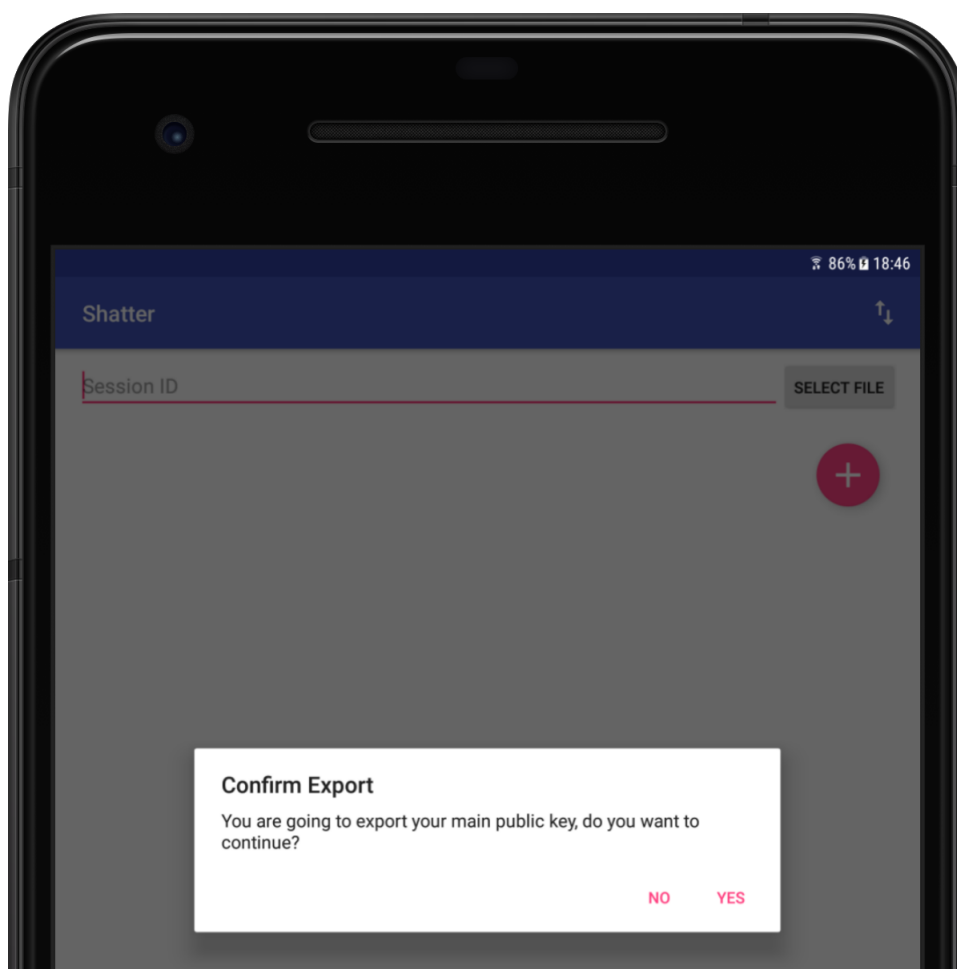 86% 18:46
Shatter
Session ID
SELECT FILE
Confirm Export
You are going to export your main public key, do you want to
continue?
NO YES